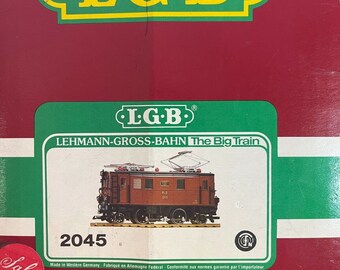 LGB
·L·G·B·®
LEHMANN-GROSS-BAHN The Big Train
2045
Made in Western Germany - Fabriqué en Allemagne Fédéral - Conformité aux normes garanti par l'importateur